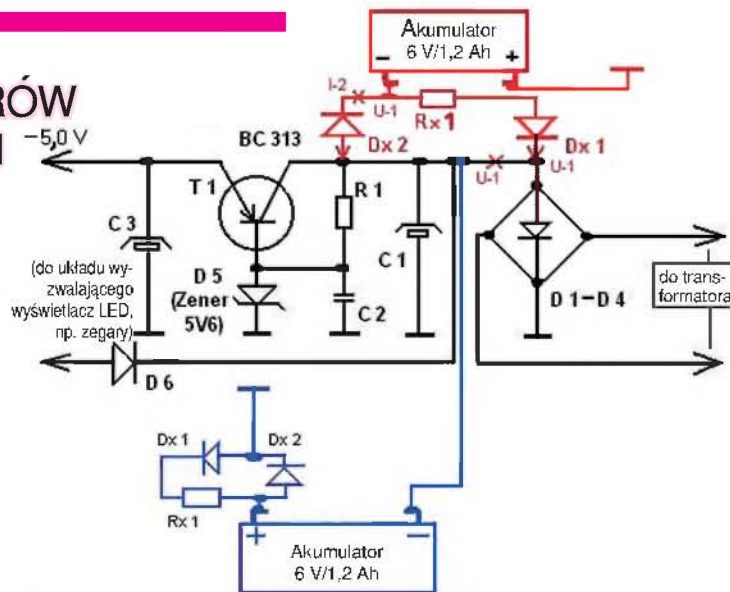 Akumulator
6 V/1,2 Ah
− +
RÓW
I-2
U-1
Rx 1
−5,0 V
BC 313
Dx 2
U-1
U-1
Dx 1
T 1
R 1
C 3
C 1
(do układu wy-
zwalającego
wyświetlacz LED,
np. zegary)
D 5
(Zener
5V6)
C 2
D 1–D 4
do trans-
formatora
D 6
Dx 1
Dx 2
Rx 1
+ −
Akumulator
6 V/1,2 Ah